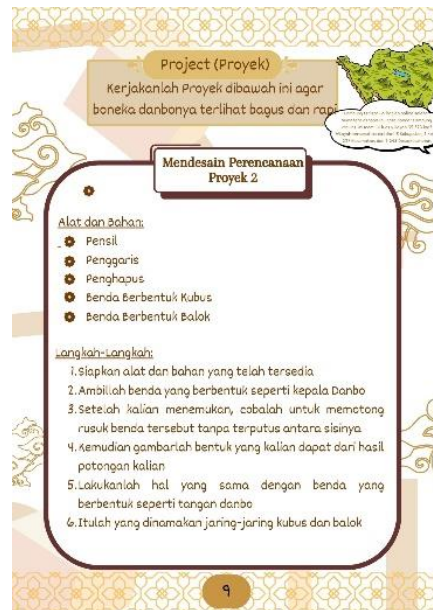 Project (Proyek)
Kerjakanlah Proyek dibawah ini agar
boneka danbonya terlihat bagus dan rapi
Mendesain Perencanaan
Proyek 2
Alat dan Bahan:
Pensil
Penggaris
Penghapus
Benda Berbentuk Kubus
Benda Berbentuk Balok
Langkah-Langkah:
1. Siapkan alat dan bahan yang telah tersedia
2. Ambillah benda yang berbentuk seperti kepala Danbo
3. Setelah kalian menemukan, cobalah untuk memotong
rusuk benda tersebut tanpa terputus antara sisinya
4. Kemudian gambarlah bentuk yang kalian dapat dari hasil
potongan kalian
5. Lakukanlah hal yang sama dengan benda yang
berbentuk seperti tangan danbo
6. Itulah yang dinamakan jaring-jaring kubus dan balok
9